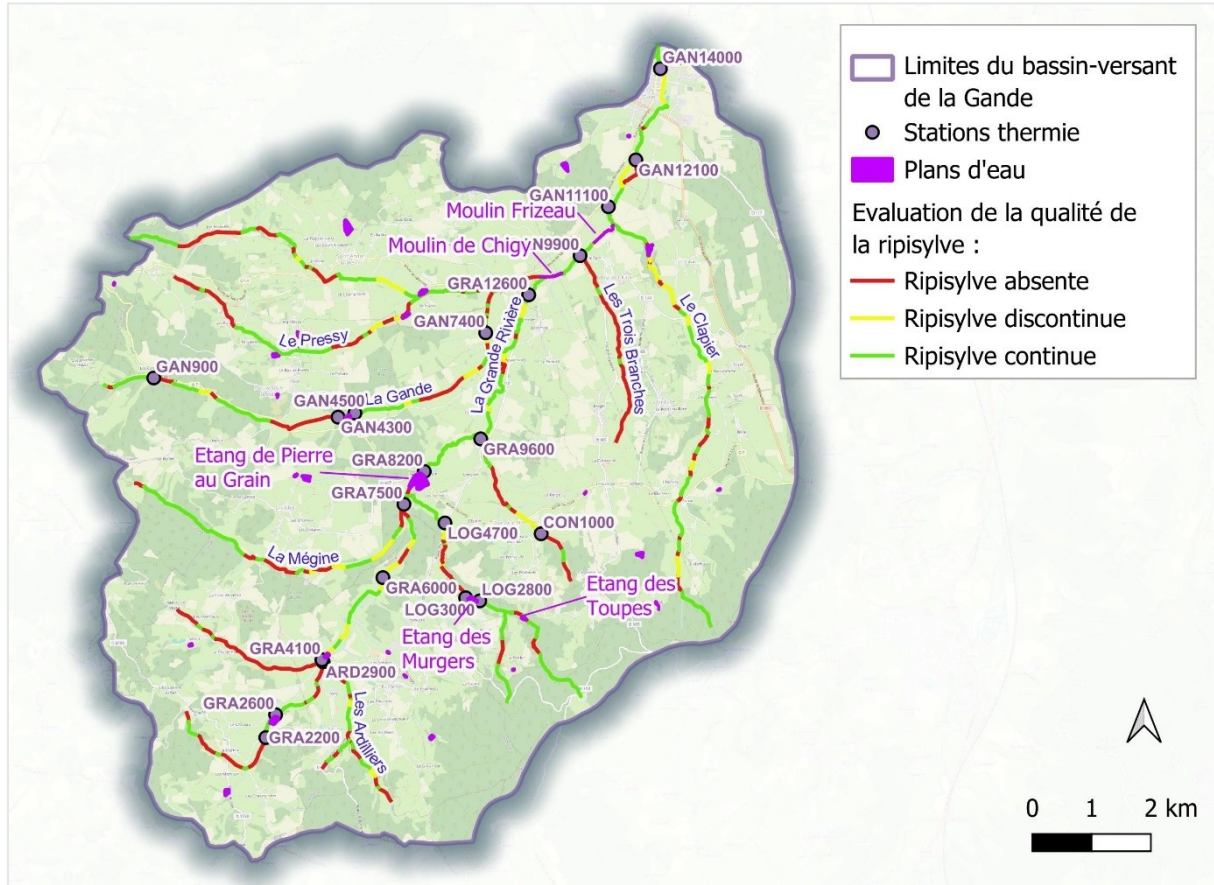 GAN14000
GAN12100
GAN11100
Moulin Frizeau
Moulin de Chigy
N9900
GRA12600
GAN7400
La Grande Rivière
Les Trois Branches
Le Clapier
Le Pressy
GAN900
La Gande
GAN4500
GAN4300
GRA9600
GRA8200
Etang de Pierre
au Grain
GRA7500
LOG4700
CON1000
La Mégine
GRA6000
LOG2800
LOG3000
Etang des
Toupes
Etang des
Murgers
GRA4100
ARD2900
GRA2600
GRA2200
Les Ardilliers
Limites du bassin-versant
de la Gande
Stations thermie
Plans d'eau
Evaluation de la qualité de
la ripisylve :
Ripisylve absente
Ripisylve discontinue
Ripisylve continue
0 1 2 km